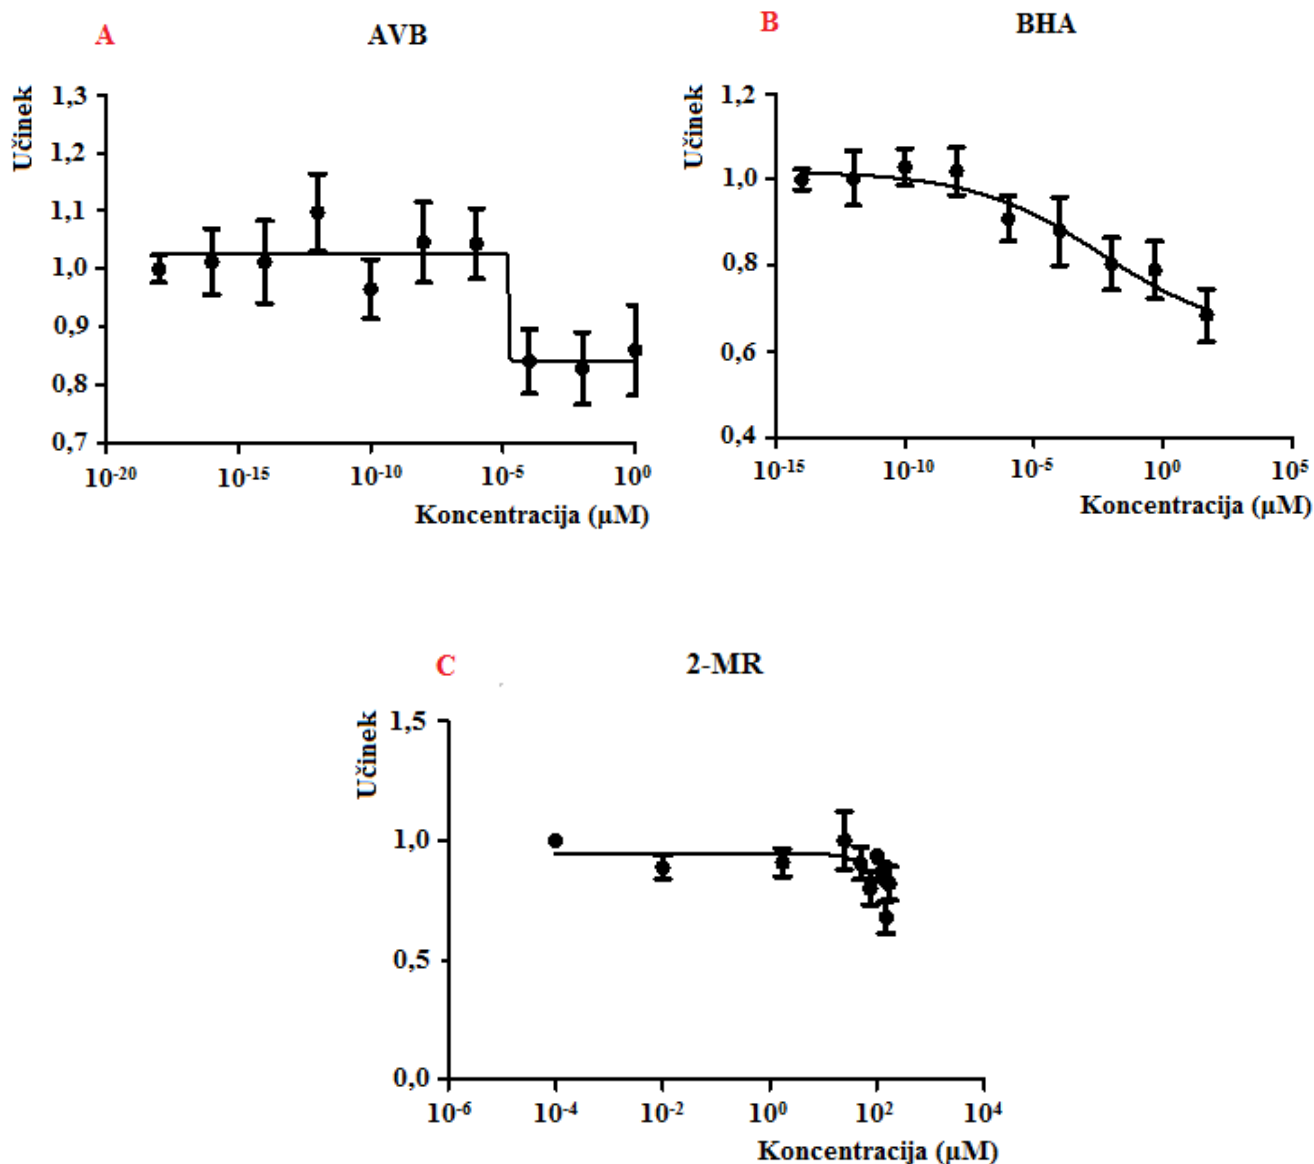 A
AVB
Učinek
1,3
1,2
1,1
1,0
0,9
0,8
0,7
10⁻²⁰
10⁻¹⁵
10⁻¹⁰
10⁻⁵
10⁰
Koncentracija (µM)
B
BHA
Učinek
1,2
1,0
0,8
0,6
0,4
10⁻¹⁵
10⁻¹⁰
10⁻⁵
10⁰
10⁵
Koncentracija (µM)
C
2-MR
Učinek
1,5
1,0
0,5
0,0
10⁻⁶
10⁻⁴
10⁻²
10⁰
10²
10⁴
Koncentracija (µM)